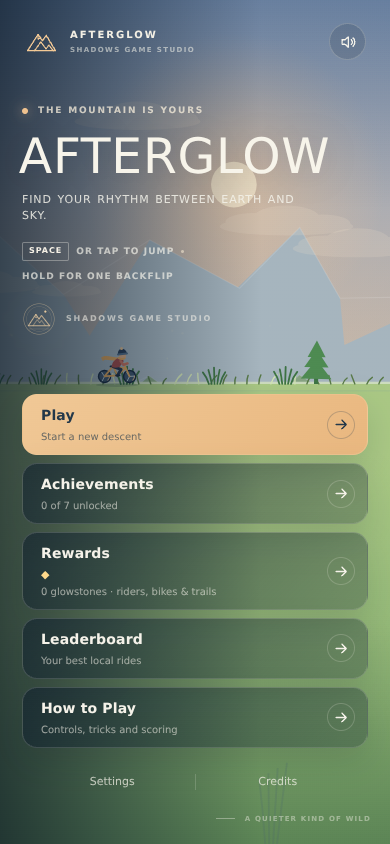 AFTERGLOW
SHADOWS GAME STUDIO
THE MOUNTAIN IS YOURS
AFTERGLOW
FIND YOUR RHYTHM BETWEEN EARTH AND
SKY.
SPACE OR TAP TO JUMP •
HOLD FOR ONE BACKFLIP
SHADOWS GAME STUDIO
Play
Start a new descent
Achievements
0 of 7 unlocked
Rewards
◆
0 glowstones · riders, bikes & trails
Leaderboard
Your best local rides
How to Play
Controls, tricks and scoring
Settings
Credits
A QUIETER KIND OF WILD